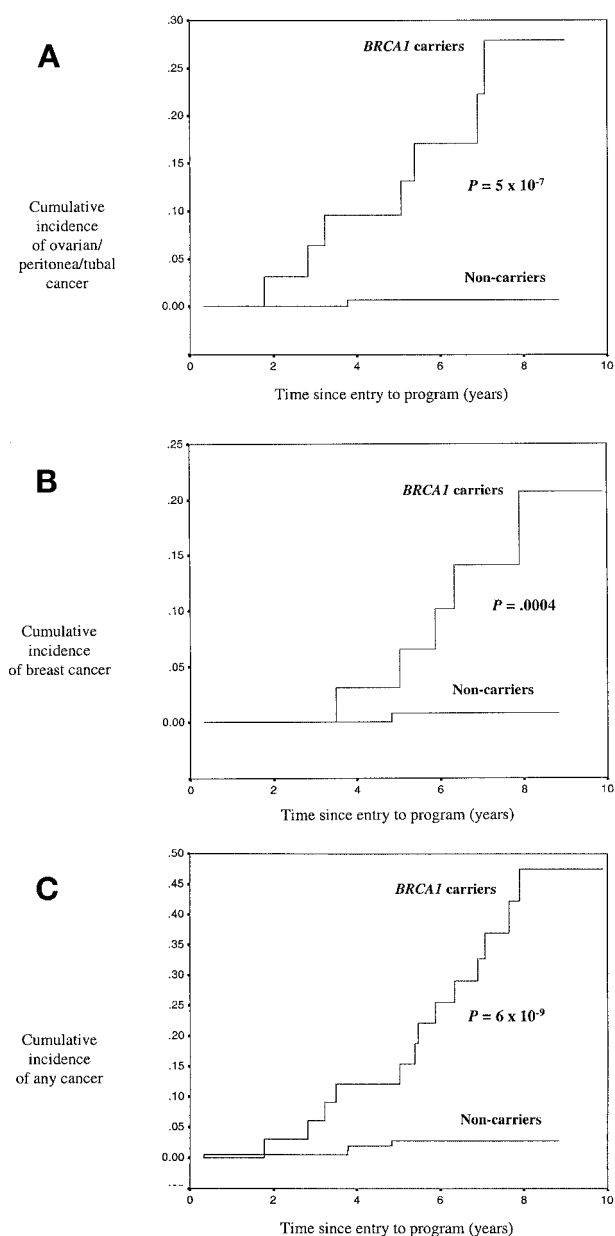 A
.30
.25
.20
.15
.10
.05
0.00
Cumulative
incidence
of ovarian/
peritonea/tubal
cancer
BRCA1 carriers
P = 5 x 10-7
Non-carriers
0 2 4 6 8 10
Time since entry to program (years)
B
.25
.20
.15
.10
.05
0.00
Cumulative
incidence
of breast cancer
BRCA1 carriers
P = .0004
Non-carriers
0 2 4 6 8 10
Time since entry to program (years)
C
.50
.45
.40
.35
.30
.25
.20
.15
.10
.05
0.00
Cumulative
incidence
of any cancer
BRCA1 carriers
P = 6 x 10-9
Non-carriers
0 2 4 6 8 10
Time since entry to program (years)